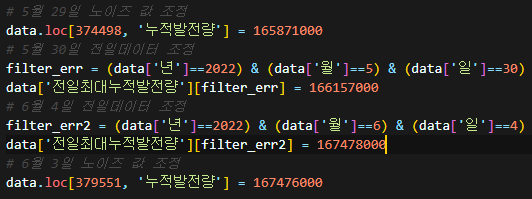 # 5월 29일 노이즈 값 조정
data.loc[374498, '누적발전량'] = 165871000
# 5월 30일 전일데이터 조정
filter_err = (data['년']==2022) & (data['월']==5) & (data['일']==30)
data['전일최대누적발전량'][filter_err] = 166157000
# 6월 4일 전일데이터 조정
filter_err2 = (data['년']==2022) & (data['월']==6) & (data['일']==4)
data['전일최대누적발전량'][filter_err2] = 167478000
# 6월 3일 노이즈 값 조정
data.loc[379551, '누적발전량'] = 167476000